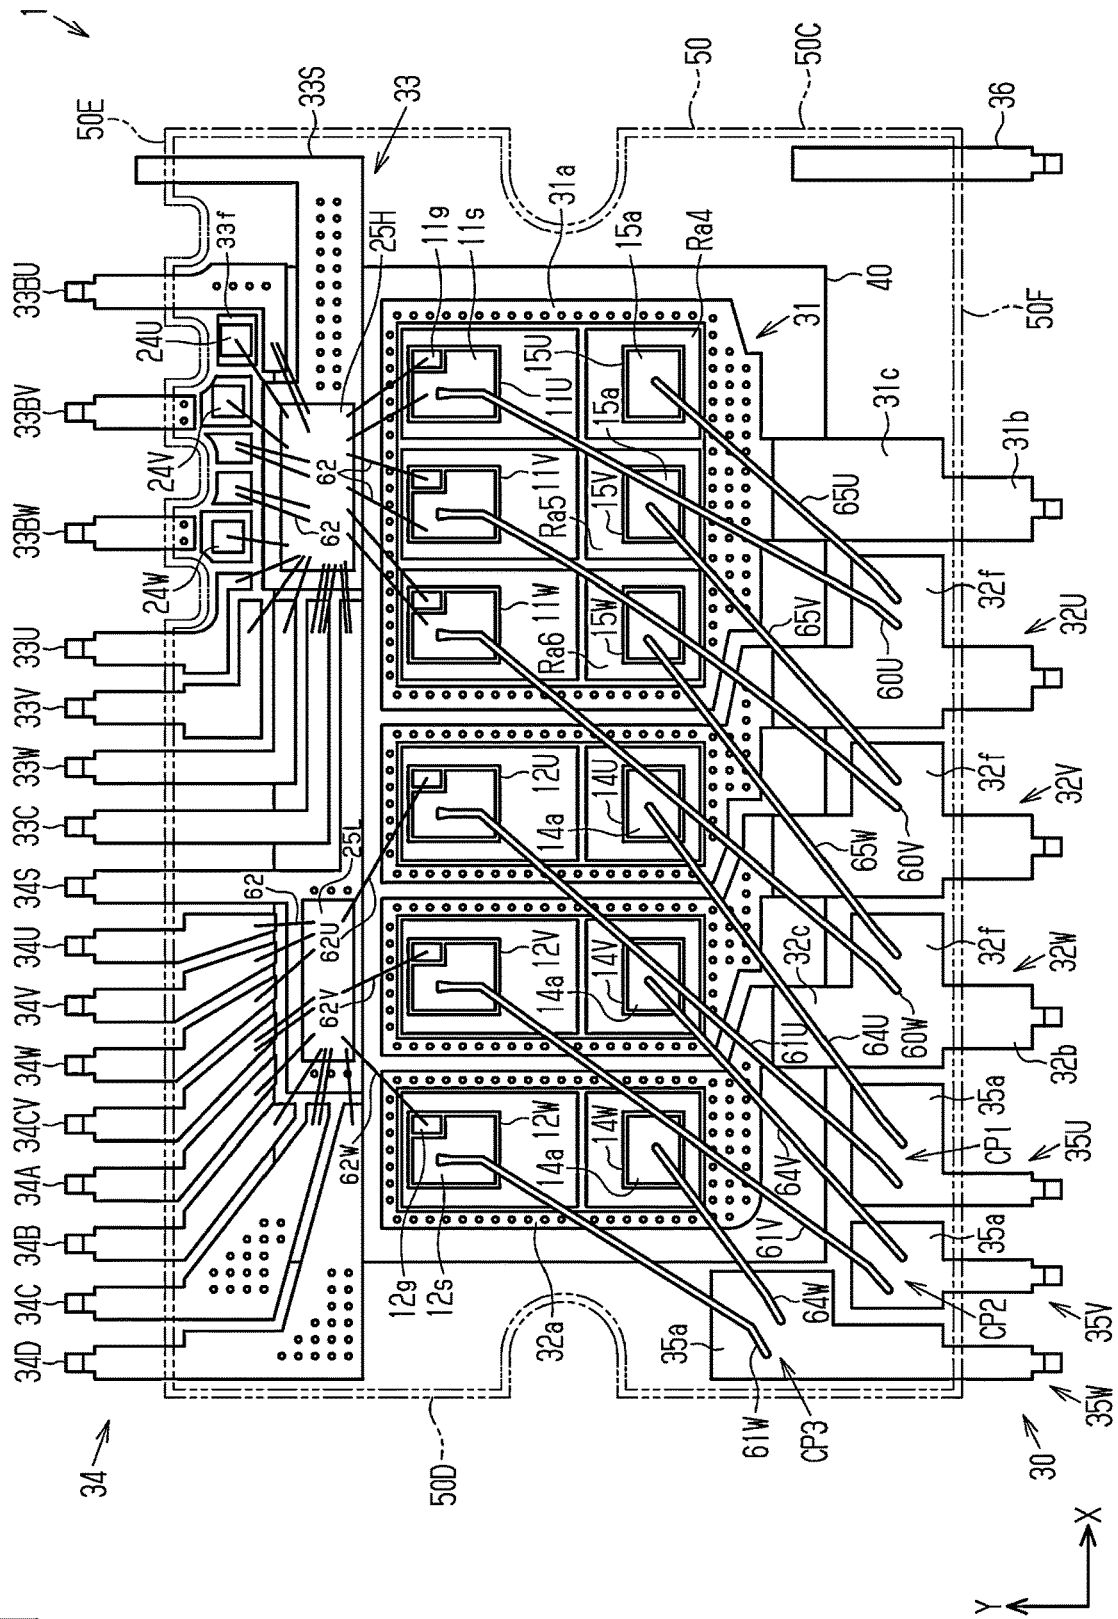 1
50E
33S
33
50
50C
36
33BU
33f
24U
33BV
24V
33BW
24W
33U
33V
33W
33C
34S
34U
34V
34W
34CV
34A
34B
34C
34D
34
25H
11g
11s
31a
15a
Ra4
40
31
50F
62
62
62
25L
62U
62V
62W
11U
15U
15a
11V
Ra5
15V
11W
Ra6
15W
12U
14U
14a
12V
14V
14a
12W
14W
14a
12g
12s
32a
50D
31c
31b
65U
65V
65W
60U
60V
60W
32f
32U
32f
32V
32f
32W
32c
32b
61U
64U
61V
64V
61W
64W
35a
35U
CP1
35a
35V
CP2
35a
35W
CP3
30
X
Y